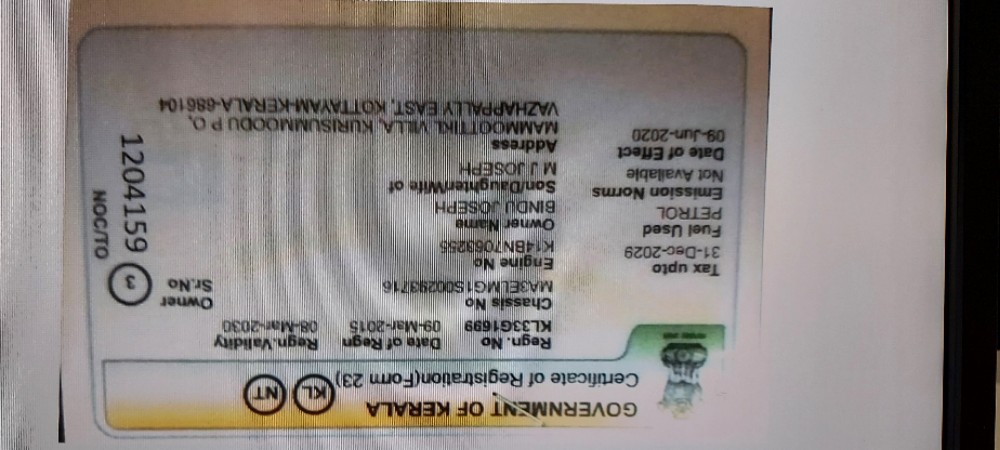 GOVERNMENT OF KERALA
Certificate of Registration(Form 23)
KL NT
Regn. No
KL33G1699
Date of Regn
09-Mar-2015
Regn.Validity
08-Mar-2030
Chassis No
MA3ELMG1S00293716
Owner
Sr.No
3
Engine No
K14BN7063255
Owner Name
BINDU JOSEPH
Son/Daughter/Wife of
M J JOSEPH
Address
MAMMOOTTIKL VILLA, KURISUMMOODU P O,
VAZHAPPALLY EAST, KOTTAYAM-KERALA-686104
Tax upto
31-Dec-2029
Fuel Used
PETROL
Emission Norms
Not Available
Date of Effect
09-Jun-2020
1204159
NOC/TO